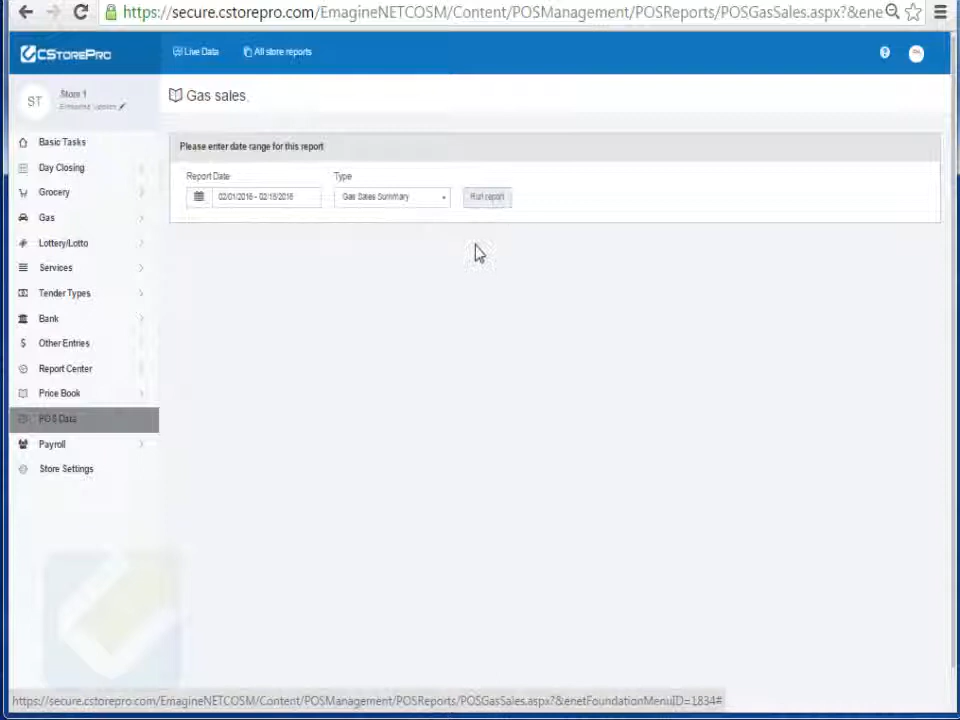 https://secure.cstorepro.com/EmagineNETCOSM/Content/POSManagement/POSReports/POSGasSales.aspx?&ene
CSTOREPRO
Live Data
All store reports
ST
Store 1
Gas sales
Please enter date range for this report
Report Date
Type
02/01/2016 - 02/18/2016
Gas Sales Summary
Run report
Basic Tasks
Day Closing
Grocery
Gas
Lottery/Lotto
Services
Tender Types
Bank
Other Entries
Report Center
Price Book
POS Data
Payroll
Store Settings
https://secure.cstorepro.com/EmagineNETCOSM/Content/POSManagement/POSReports/POSGasSales.aspx?&enetFoundationMenuID=1834#